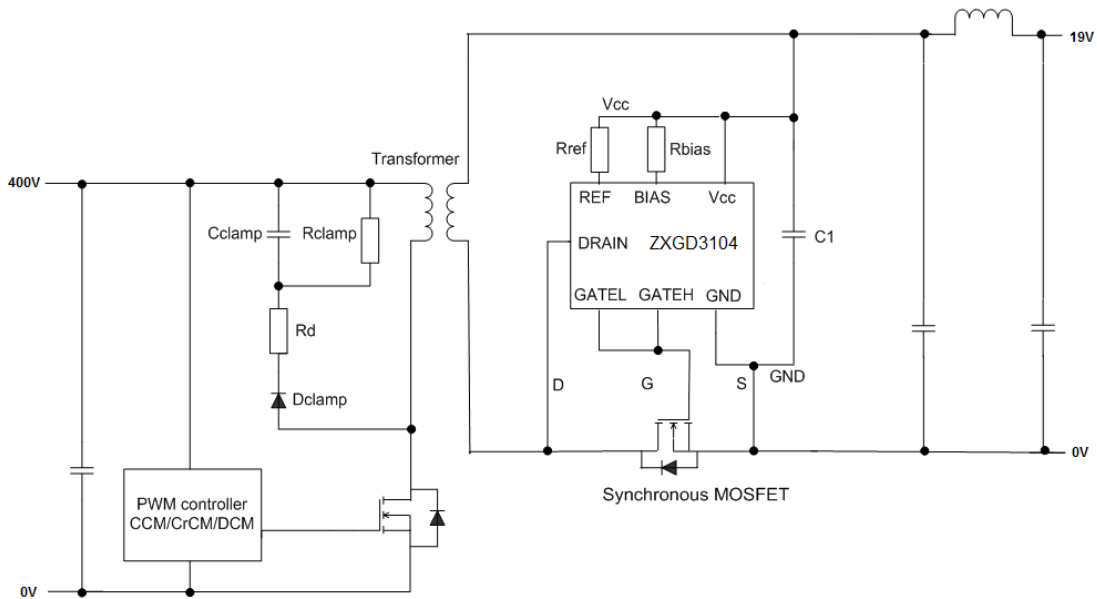 19V
Vcc
Rref
Rbias
Transformer
400V
REF
BIAS
Vcc
Cclamp
Rclamp
DRAIN
ZXGD3104
C1
GATEL
GATEH
GND
Rd
D
G
S
GND
Dclamp
0V
Synchronous MOSFET
PWM controller
CCM/CrCM/DCM
0V